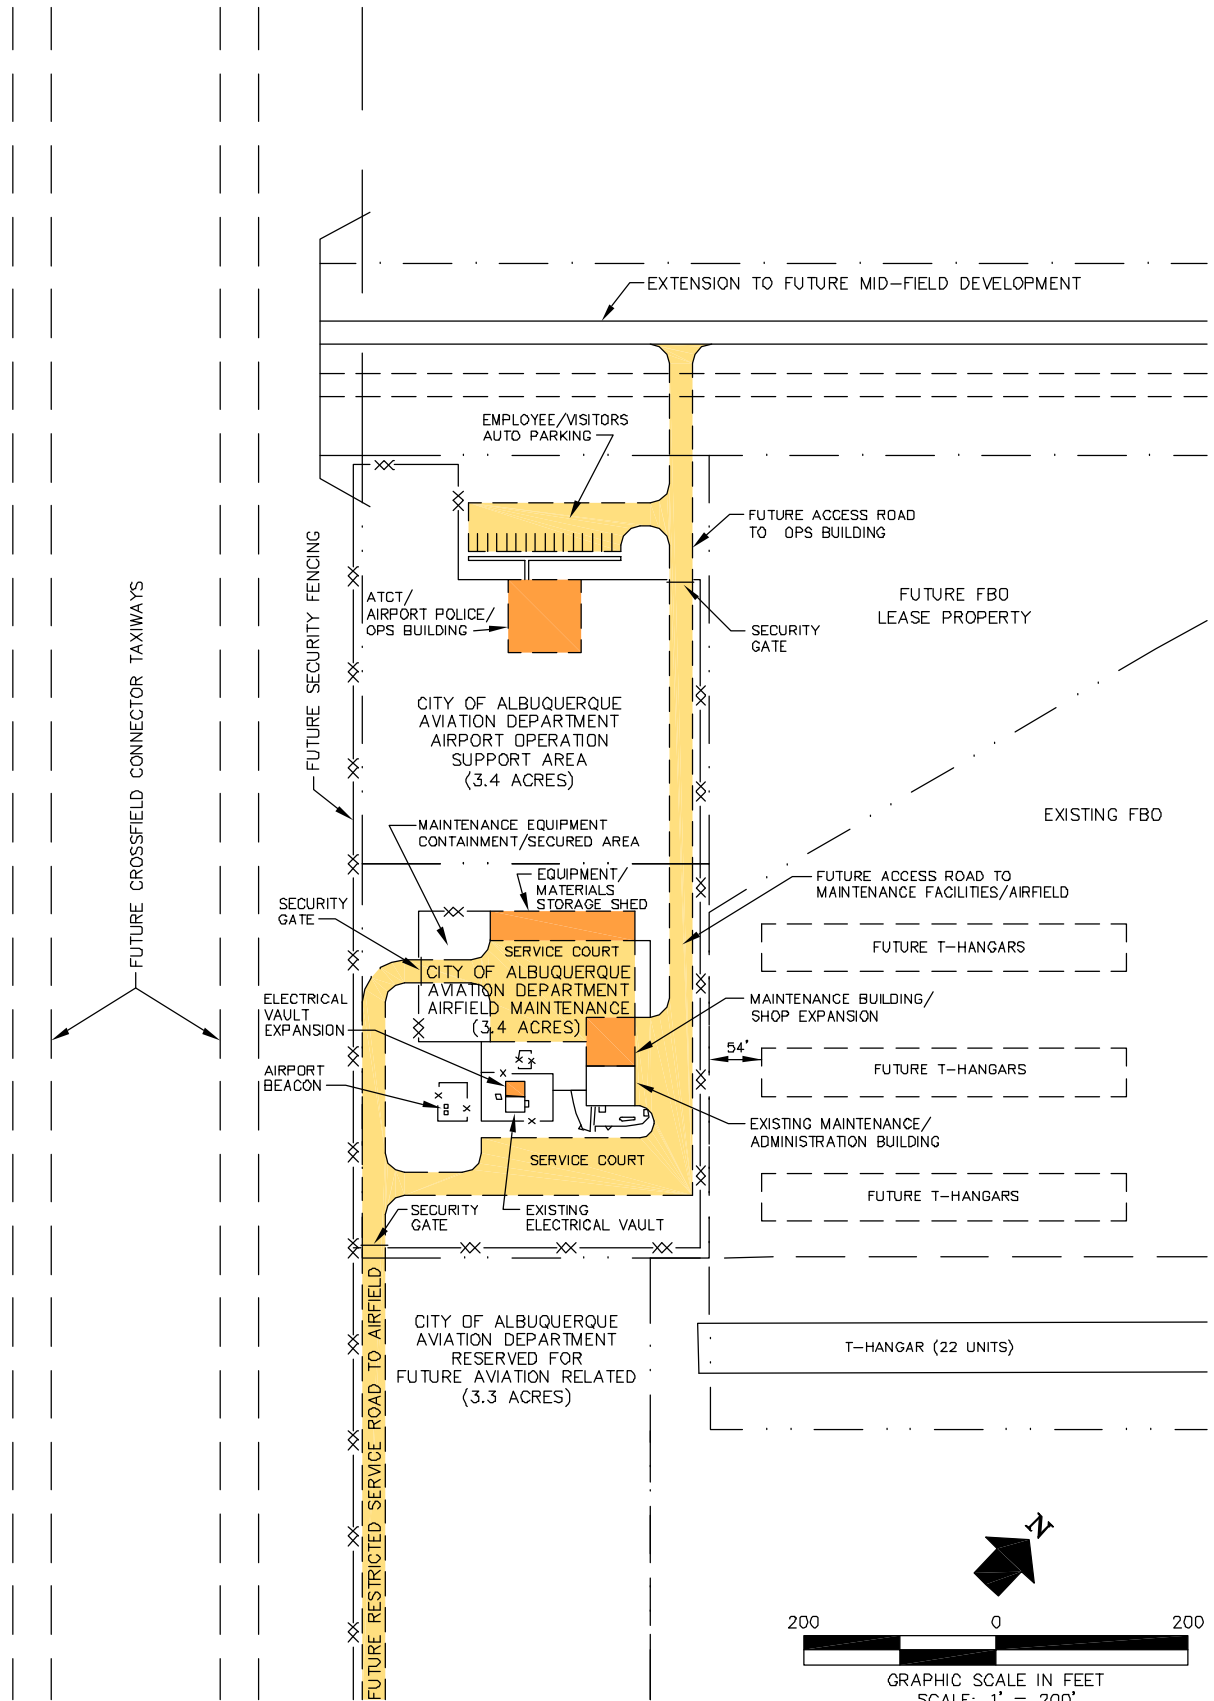 EXTENSION TO FUTURE MID-FIELD DEVELOPMENT
EMPLOYEE/VISITORS
AUTO PARKING
FUTURE ACCESS ROAD
TO OPS BUILDING
FUTURE SECURITY FENCING
FUTURE CROSSFIELD CONNECTOR TAXIWAYS
ATCT/
AIRPORT POLICE/
OPS BUILDING
FUTURE FBO
LEASE PROPERTY
SECURITY
GATE
CITY OF ALBUQUERQUE
AVIATION DEPARTMENT
AIRPORT OPERATION
SUPPORT AREA
(3.4 ACRES)
EXISTING FBO
MAINTENANCE EQUIPMENT
CONTAINMENT/SECURED AREA
EQUIPMENT/
MATERIALS
STORAGE SHED
FUTURE ACCESS ROAD TO
MAINTENANCE FACILITIES/AIRFIELD
SECURITY
GATE
SERVICE COURT
FUTURE T-HANGARS
CITY OF ALBUQUERQUE
AVIATION DEPARTMENT
AIRFIELD MAINTENANCE
(3.4 ACRES)
ELECTRICAL
VAULT
EXPANSION
MAINTENANCE BUILDING/
SHOP EXPANSION
54'
AIRPORT
BEACON
FUTURE T-HANGARS
EXISTING MAINTENANCE/
ADMINISTRATION BUILDING
SERVICE COURT
FUTURE T-HANGARS
SECURITY
GATE
EXISTING
ELECTRICAL VAULT
FUTURE RESTRICTED SERVICE ROAD TO AIRFIELD
CITY OF ALBUQUERQUE
AVIATION DEPARTMENT
RESERVED FOR
FUTURE AVIATION RELATED
(3.3 ACRES)
T-HANGAR (22 UNITS)
N
200 0 200
GRAPHIC SCALE IN FEET
SCALE: 1' = 200'